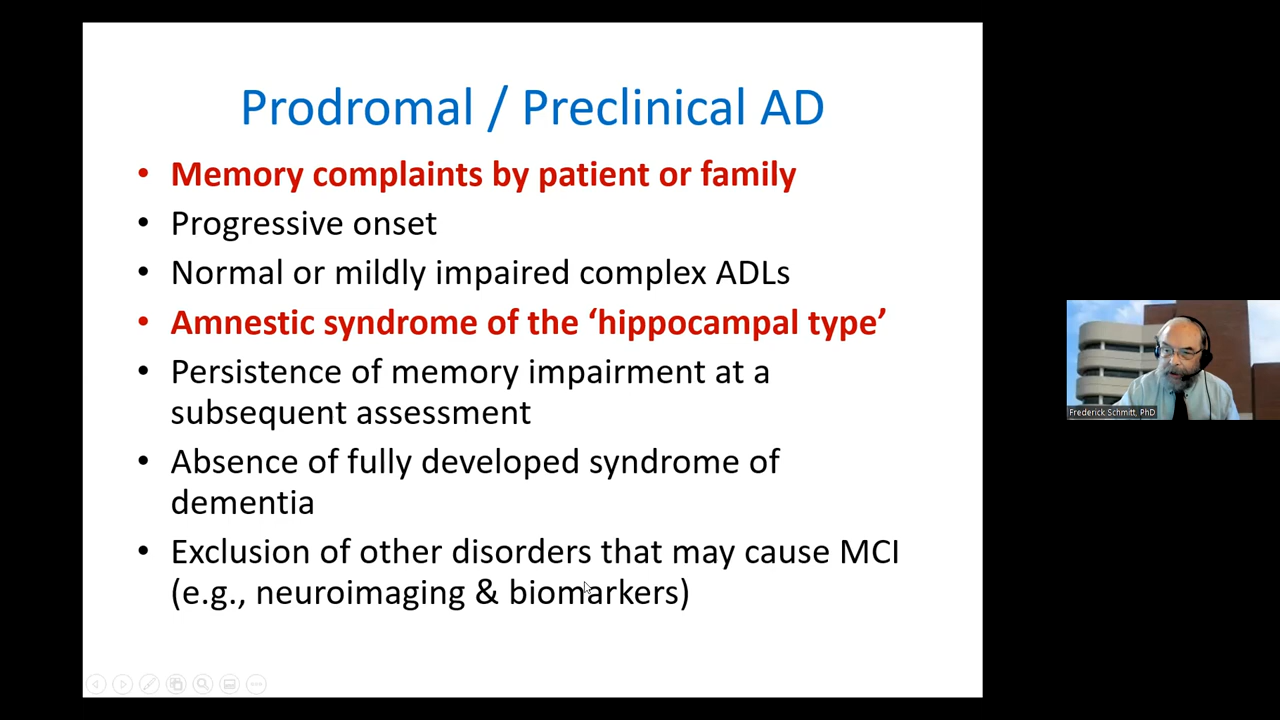 Prodromal / Preclinical AD
• Memory complaints by patient or family
• Progressive onset
• Normal or mildly impaired complex ADLs
• Amnestic syndrome of the ‘hippocampal type’
• Persistence of memory impairment at a
subsequent assessment
• Absence of fully developed syndrome of
dementia
• Exclusion of other disorders that may cause MCI
(e.g., neuroimaging & biomarkers)
Frederick Schmitt, PhD